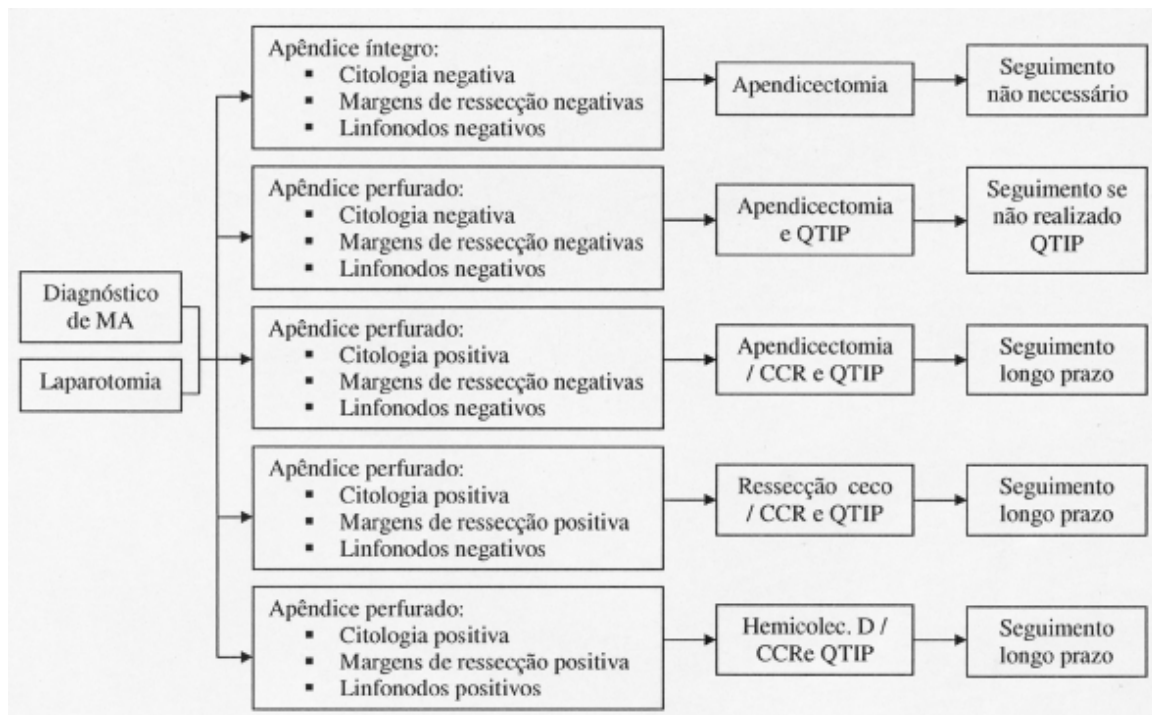 Diagnóstico
de MA
Laparotomia
Apêndice íntegro:
▪ Citologia negativa
▪ Margens de ressecção negativas
▪ Linfonodos negativos
Apendicectomia
Seguimento
não necessário
Apêndice perfurado:
▪ Citologia negativa
▪ Margens de ressecção negativas
▪ Linfonodos negativos
Apendicectomia
e QTIP
Seguimento se
não realizado
QTIP
Apêndice perfurado:
▪ Citologia positiva
▪ Margens de ressecção negativas
▪ Linfonodos negativos
Apendicectomia
/ CCR e QTIP
Seguimento
longo prazo
Apêndice perfurado:
▪ Citologia positiva
▪ Margens de ressecção positiva
▪ Linfonodos negativos
Ressecção ceco
/ CCR e QTIP
Seguimento
longo prazo
Apêndice perfurado:
▪ Citologia positiva
▪ Margens de ressecção positiva
▪ Linfonodos positivos
Hemicolec. D /
CCRe QTIP
Seguimento
longo prazo